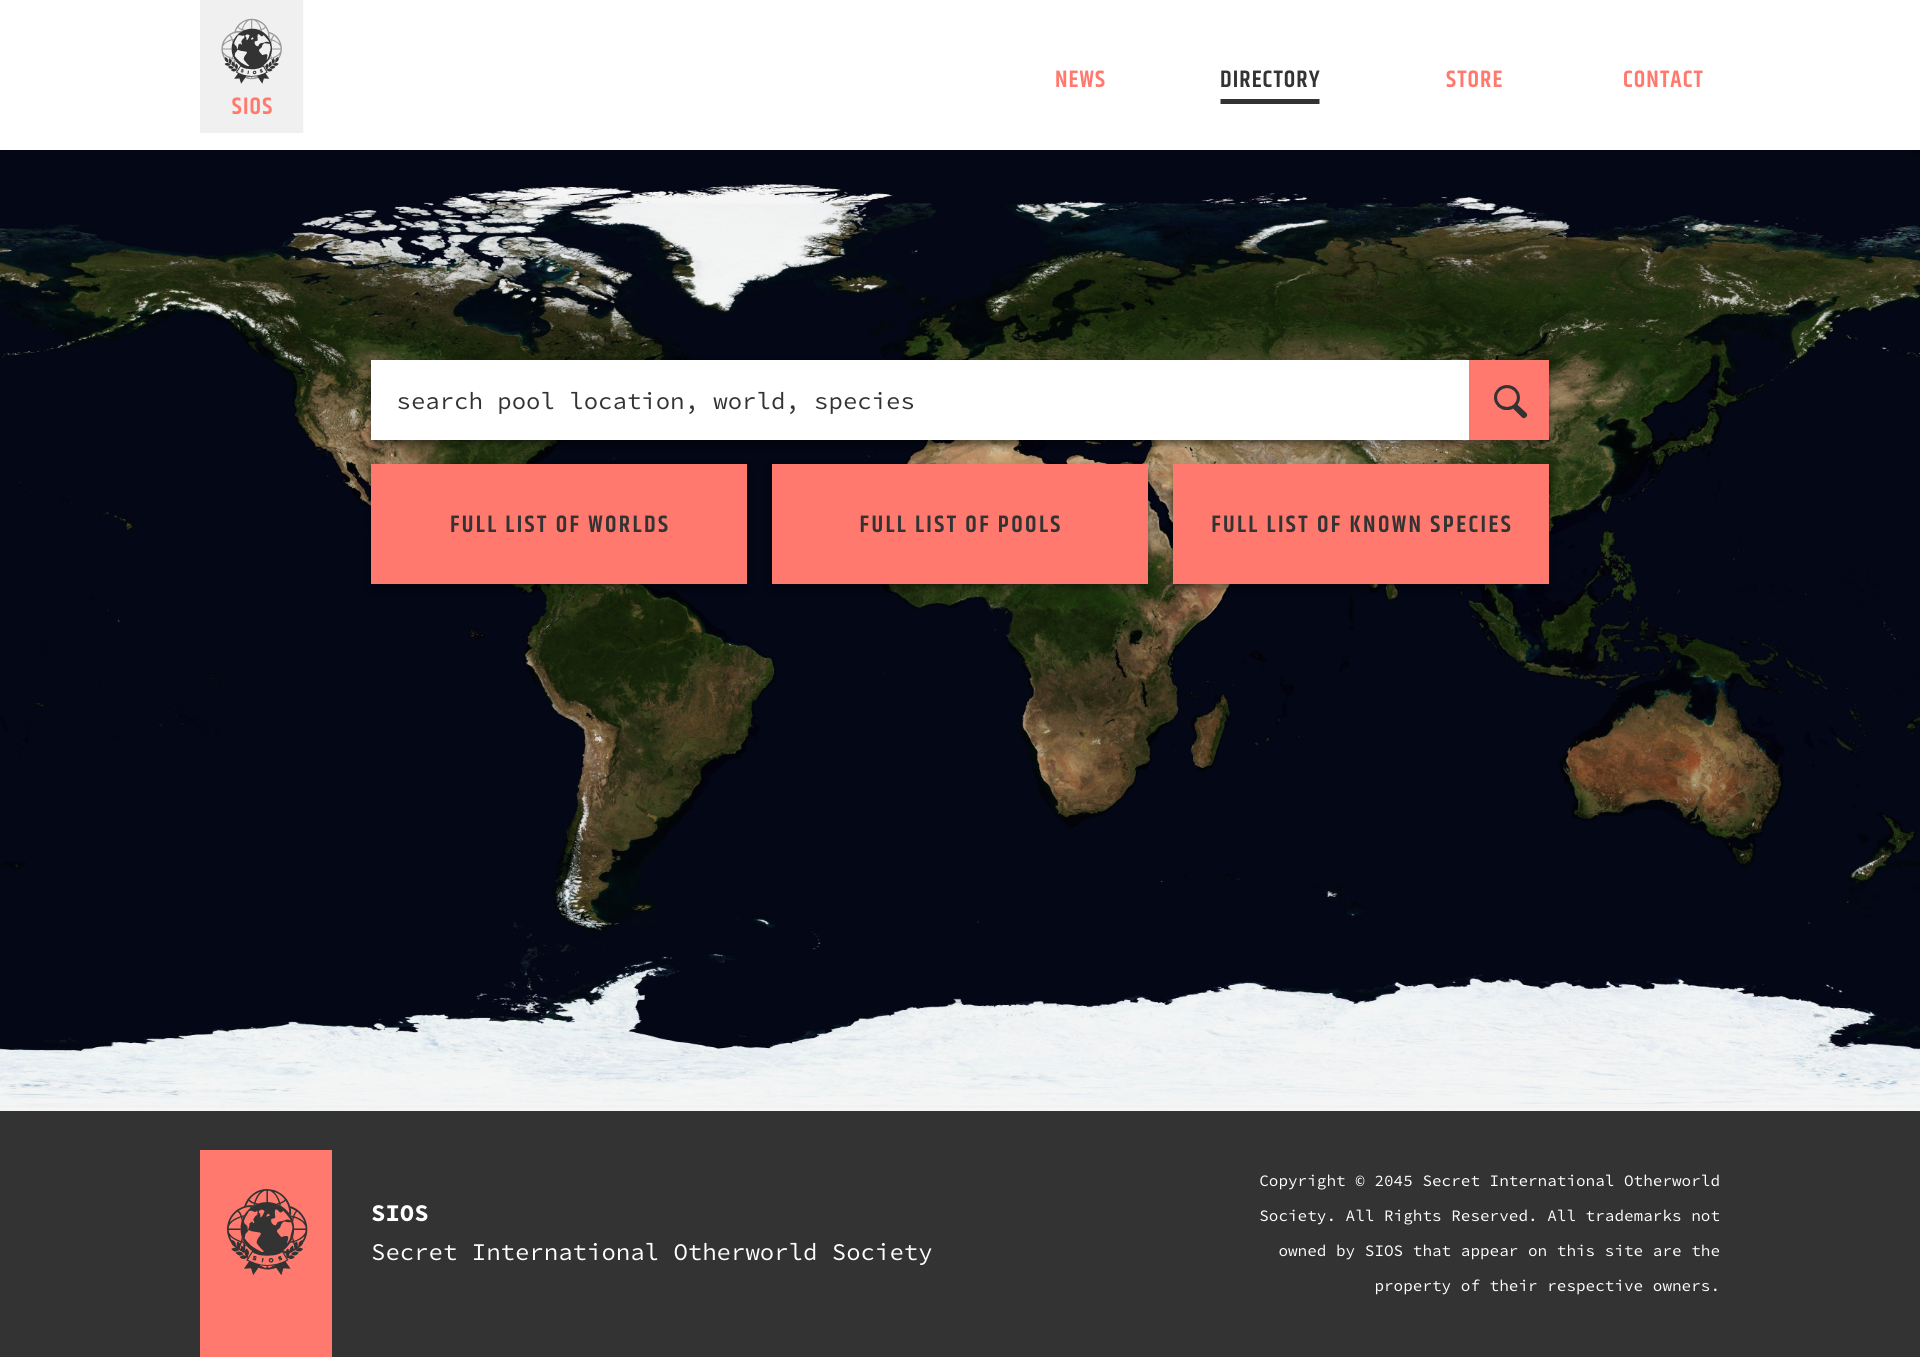 SIOS
SIOS
NEWS DIRECTORY STORE CONTACT
search pool location, world, species
FULL LIST OF WORLDS
FULL LIST OF POOLS
FULL LIST OF KNOWN SPECIES
SIOS
SIOS
Secret International Otherworld Society
Copyright © 2045 Secret International Otherworld
Society. All Rights Reserved. All trademarks not
owned by SIOS that appear on this site are the
property of their respective owners.